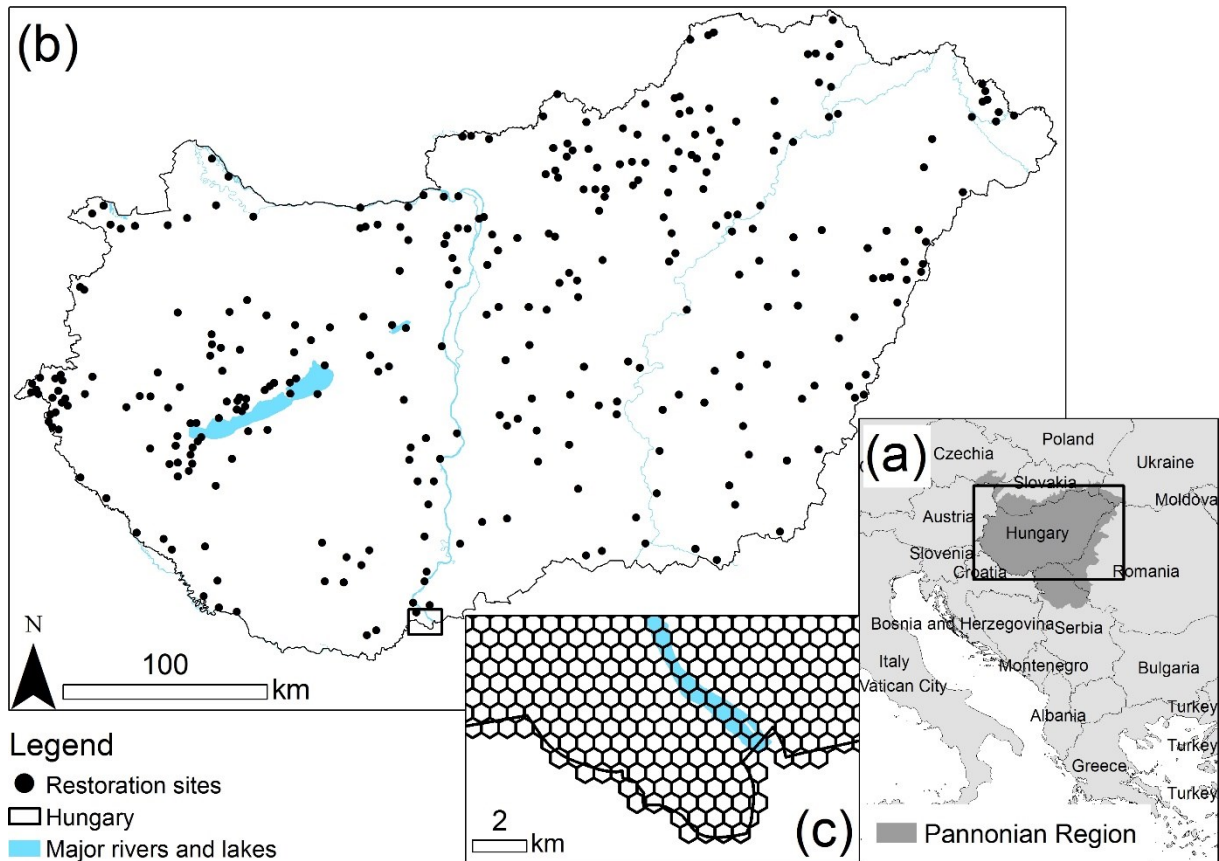 (b)
N
100
km
Legend
Restoration sites
Hungary
Major rivers and lakes
2
km
(c)
(a)
Poland
Czechia
Ukraine
Slovakia
Moldova
Austria
Hungary
Slovenia
Croatia
Romania
Bosnia and Herzegovina
Serbia
Italy
Montenegro
Bulgaria
Vatican City
Albania
Turkey
Turkey
Greece
Turkey
Pannonian Region